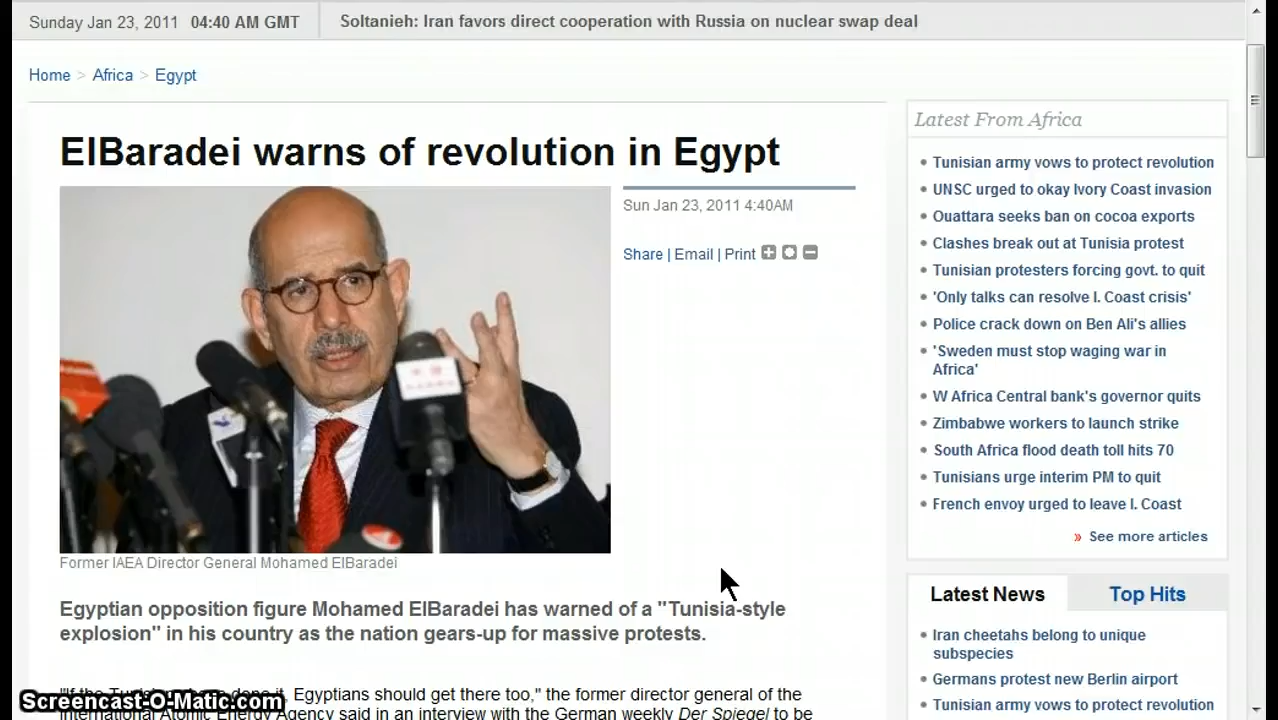 Sunday Jan 23, 2011 04:40 AM GMT
Soltanieh: Iran favors direct cooperation with Russia on nuclear swap deal
Home > Africa > Egypt
ElBaradei warns of revolution in Egypt
Sun Jan 23, 2011 4:40AM
Share | Email | Print
Former IAEA Director General Mohamed ElBaradei
Egyptian opposition figure Mohamed ElBaradei has warned of a "Tunisia-style
explosion" in his country as the nation gears-up for massive protests.
"If the done it, Egyptians should get there too," the former director general of the
International Atomic Energy Agency said in an interview with the German weekly Der Spiegel to be
Screencast-O-Matic.com
Latest From Africa
• Tunisian army vows to protect revolution
• UNSC urged to okay Ivory Coast invasion
• Ouattara seeks ban on cocoa exports
• Clashes break out at Tunisia protest
• Tunisian protesters forcing govt. to quit
• 'Only talks can resolve I. Coast crisis'
• Police crack down on Ben Ali's allies
• 'Sweden must stop waging war in
Africa'
• W Africa Central bank's governor quits
• Zimbabwe workers to launch strike
• South Africa flood death toll hits 70
• Tunisians urge interim PM to quit
• French envoy urged to leave I. Coast
» See more articles
Latest News
Top Hits
• Iran cheetahs belong to unique
subspecies
• Germans protest new Berlin airport
• Tunisian army vows to protect revolution